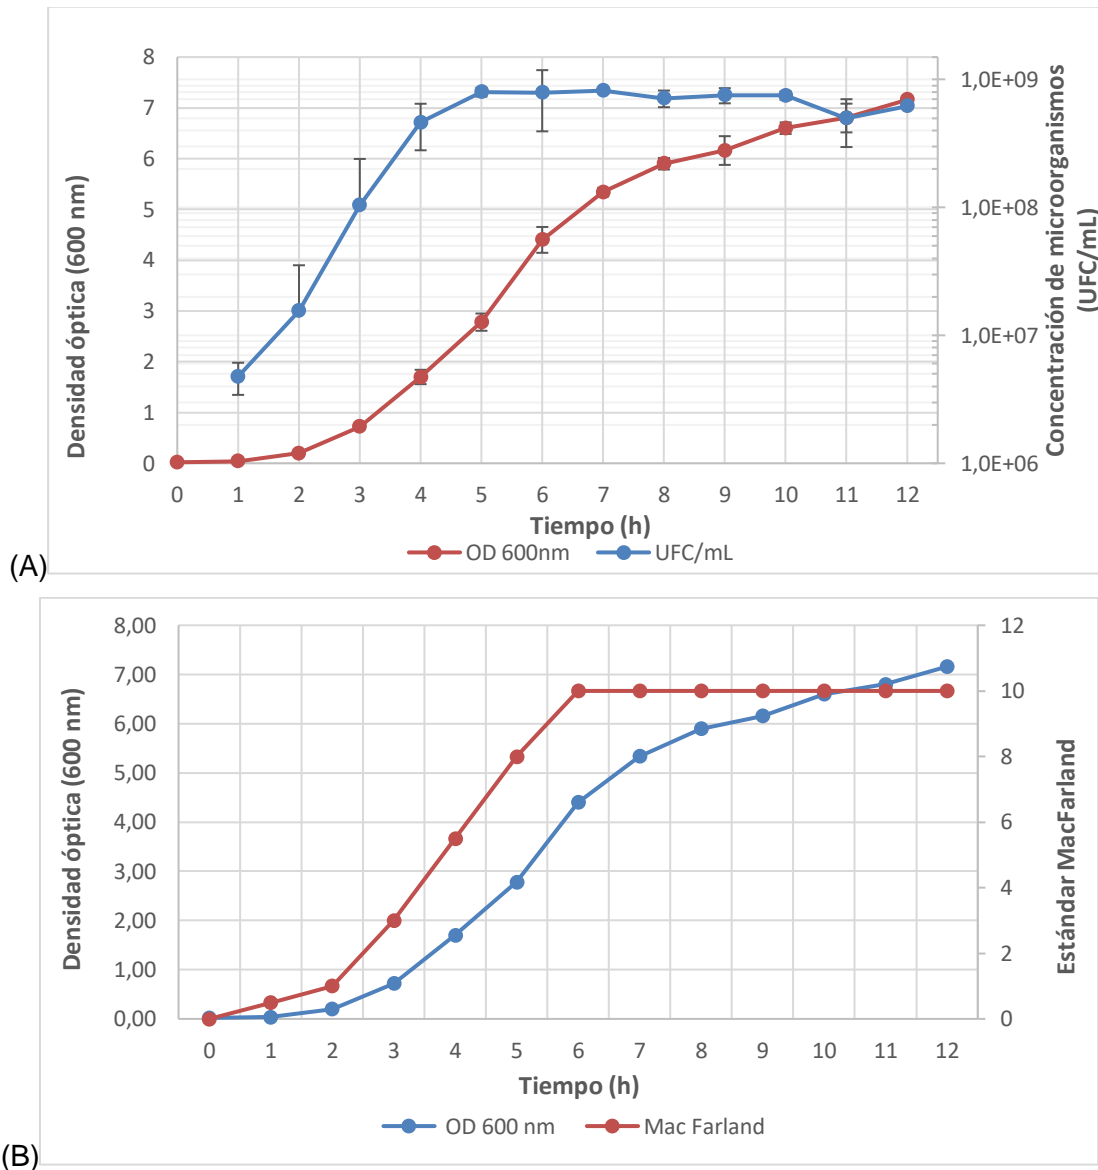 Densidad óptica (600 nm)
8
7
6
5
4
3
2
1
0
1,0E+09
1,0E+08
1,0E+07
1,0E+06
Concentración de microorganismos
(UFC/mL)
0 1 2 3 4 5 6 7 8 9 10 11 12
Tiempo (h)
OD 600nm UFC/mL
(A)
Densidad óptica (600 nm)
8,00
7,00
6,00
5,00
4,00
3,00
2,00
1,00
0,00
12
10
8
6
4
2
0
Estándar MacFarland
0 1 2 3 4 5 6 7 8 9 10 11 12
Tiempo (h)
OD 600 nm Mac Farland
(B)